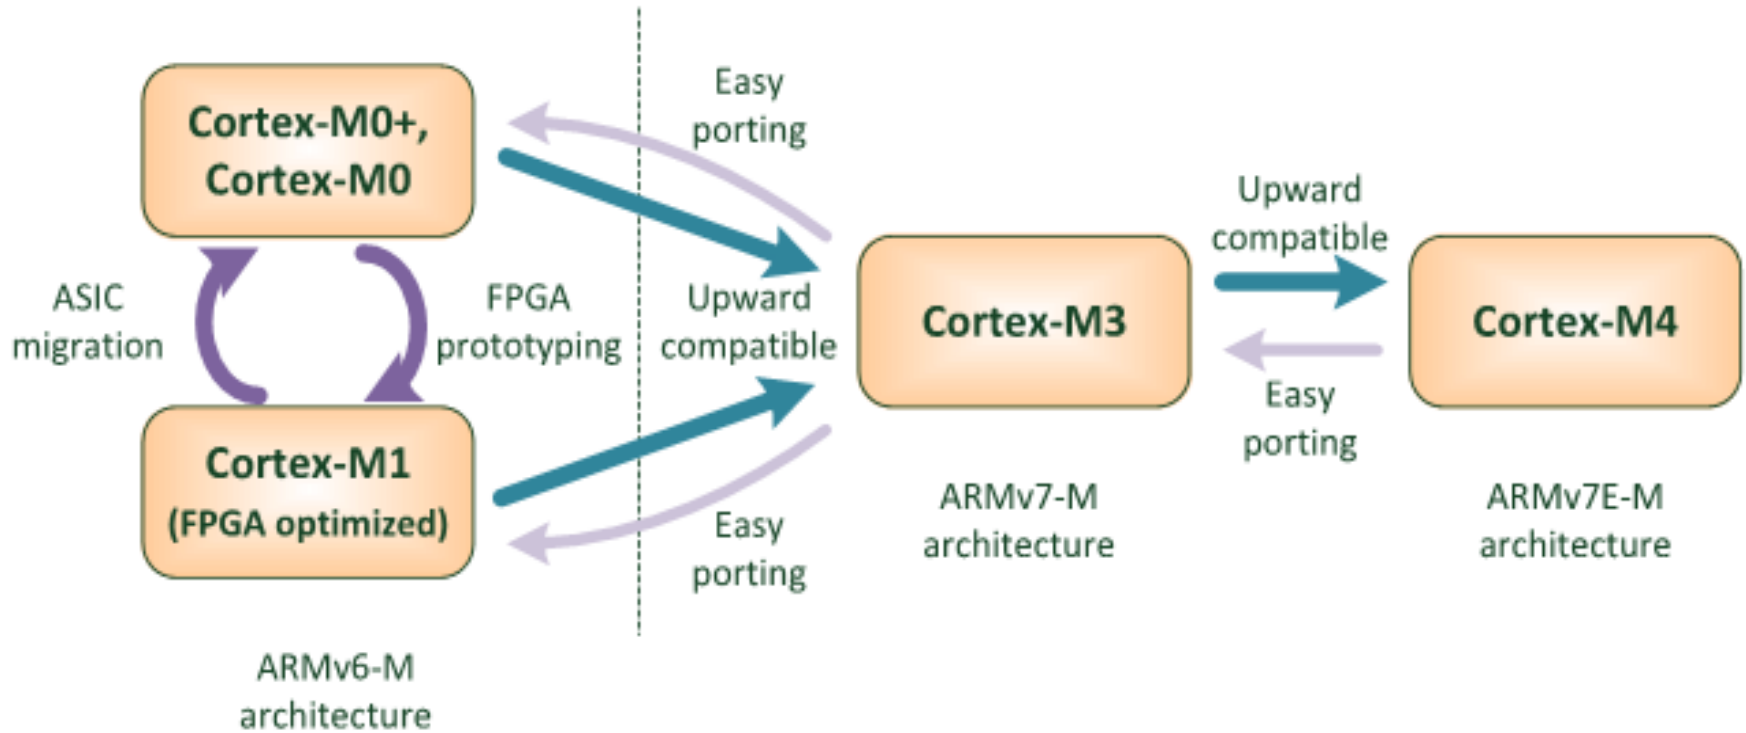 Cortex-M0+,
Cortex-M0
ASIC
migration
FPGA
prototyping
Cortex-M1
(FPGA optimized)
ARMv6-M
architecture
Easy
porting
Upward
compatible
Easy
porting
Cortex-M3
ARMv7-M
architecture
Upward
compatible
Easy
porting
Cortex-M4
ARMv7E-M
architecture